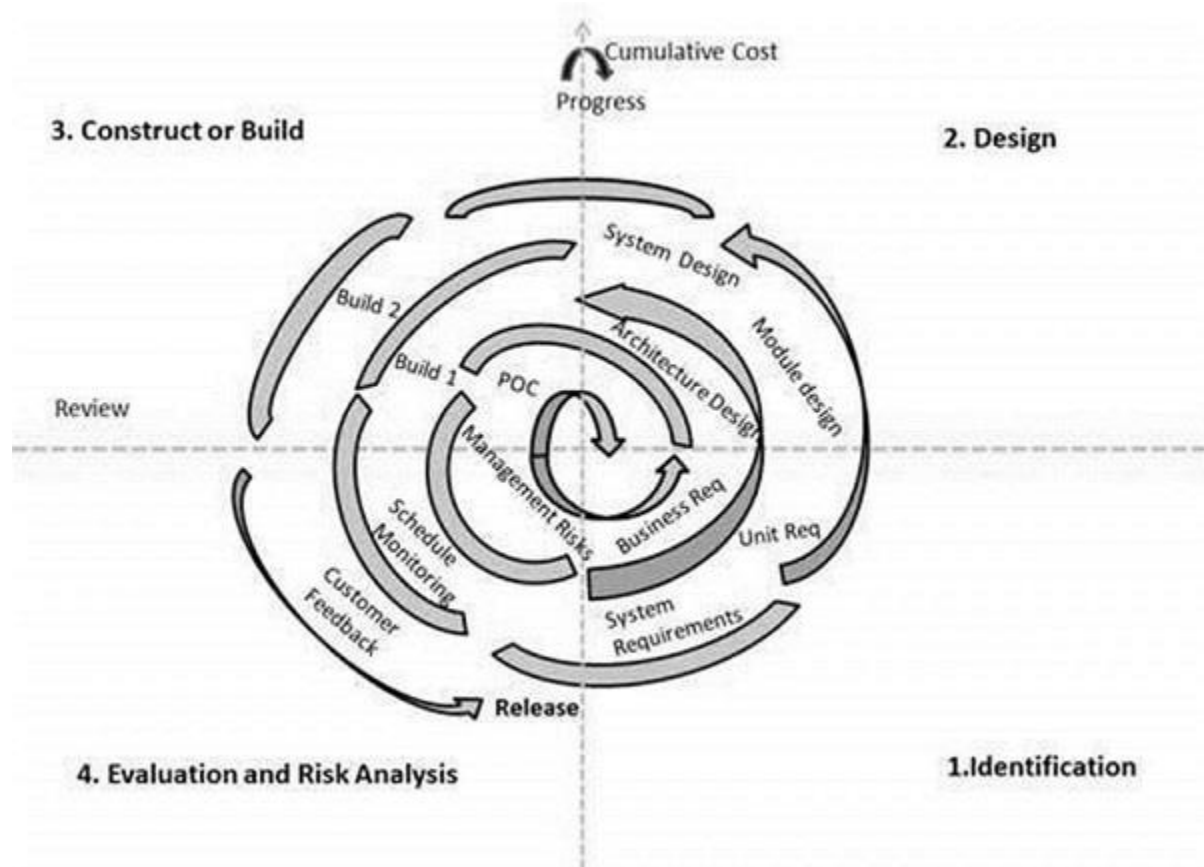 Cumulative Cost
Progress
3. Construct or Build
2. Design
System Design
Build 2
Module design
Architecture Design
Build 1
POC
Review
Management Risks
Business Req
Unit Req
Schedule
Monitoring
System
Requirements
Customer
Feedback
Release
4. Evaluation and Risk Analysis
1.Identification